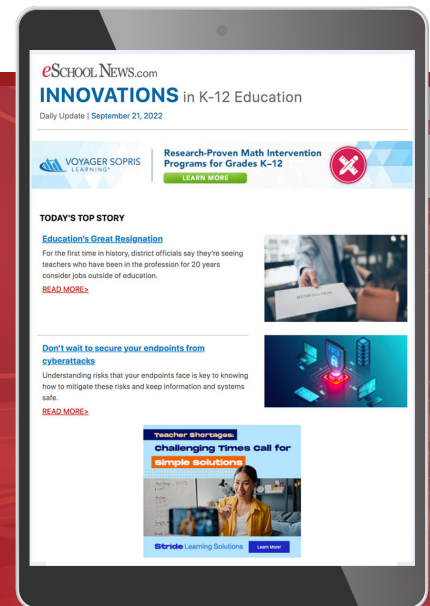 eSCHOOL NEWS.com
INNOVATIONS in K-12 Education
Daily Update | September 21, 2022
VOYAGER SOPRIS
LEARNING®
Research-Proven Math Intervention
Programs for Grades K–12
LEARN MORE
TODAY'S TOP STORY
Education's Great Resignation
For the first time in history, district officials say they're seeing
teachers who have been in the profession for 20 years
consider jobs outside of education.
READ MORE>
RESIGNATION
Don't wait to secure your endpoints from
cyberattacks
Understanding risks that your endpoints face is key to knowing
how to mitigate these risks and keep information and systems
safe.
READ MORE>
Teacher Shortages:
Challenging Times Call for
Simple Solutions
Stride Learning Solutions
Learn More!